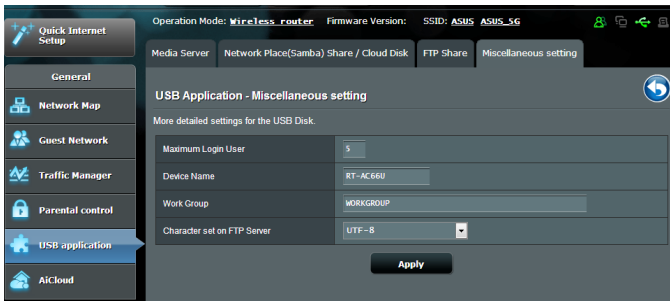 Quick Internet
Setup
Operation Mode: Wireless router Firmware Version: SSID: ASUS ASUS_5G
Media Server Network Place(Samba) Share / Cloud Disk FTP Share Miscellaneous setting
General
Network Map
Guest Network
Traffic Manager
Parental control
USB application
AiCloud
USB Application - Miscellaneous setting
More detailed settings for the USB Disk.
Maximum Login User 5
Device Name RT-AC66U
Work Group WORKGROUP
Character set on FTP Server UTF-8
Apply